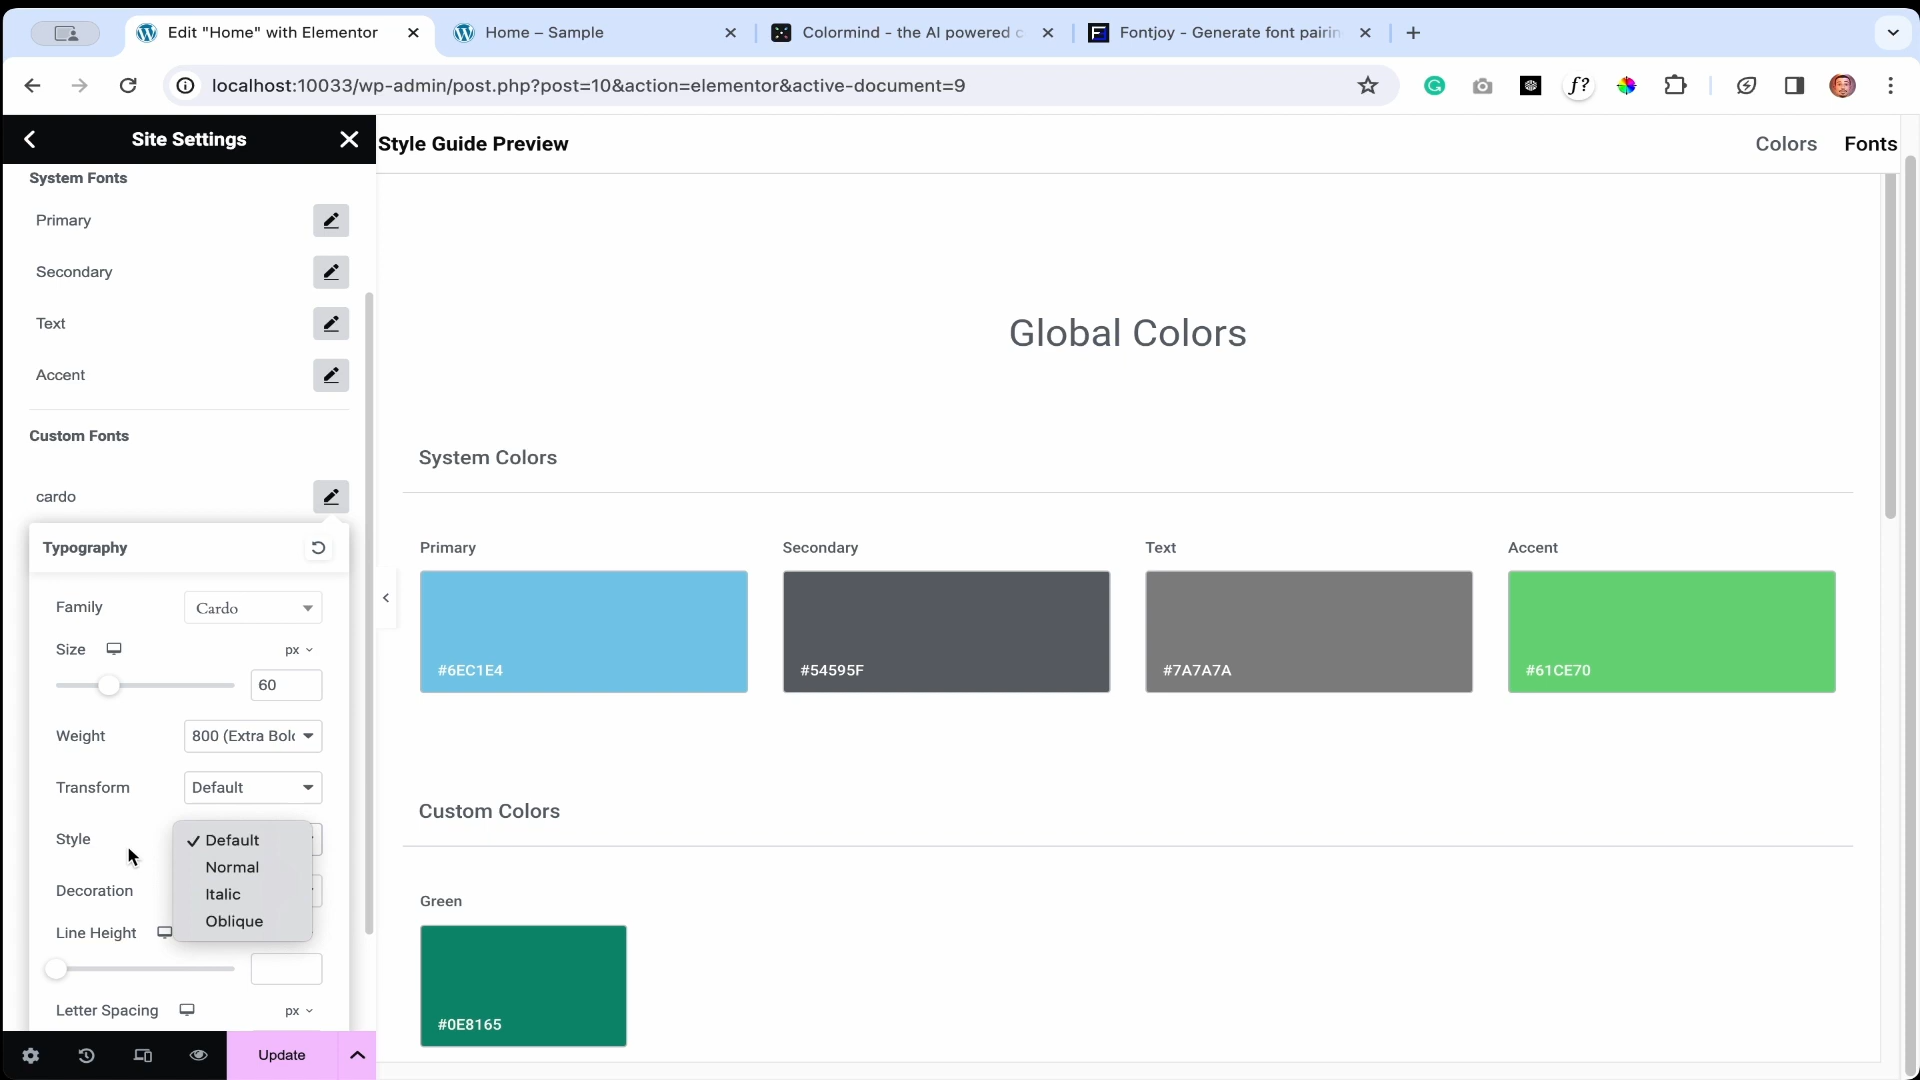 Edit "Home" with Elementor
Home – Sample
Colormind - the AI powered c
Fontjoy - Generate font pairin
localhost:10033/wp-admin/post.php?post=10&action=elementor&active-document=9
f?
Site Settings
Style Guide Preview
Colors
Fonts
System Fonts
Primary
Secondary
Text
Accent
Custom Fonts
cardo
Typography
Family
Cardo
Size
px
60
Weight
800 (Extra Bol
Transform
Default
Style
Default
Normal
Italic
Oblique
Decoration
Line Height
Letter Spacing
px
Update
Global Colors
System Colors
Primary
Secondary
Text
Accent
#6EC1E4
#54595F
#7A7A7A
#61CE70
Custom Colors
Green
#0E8165